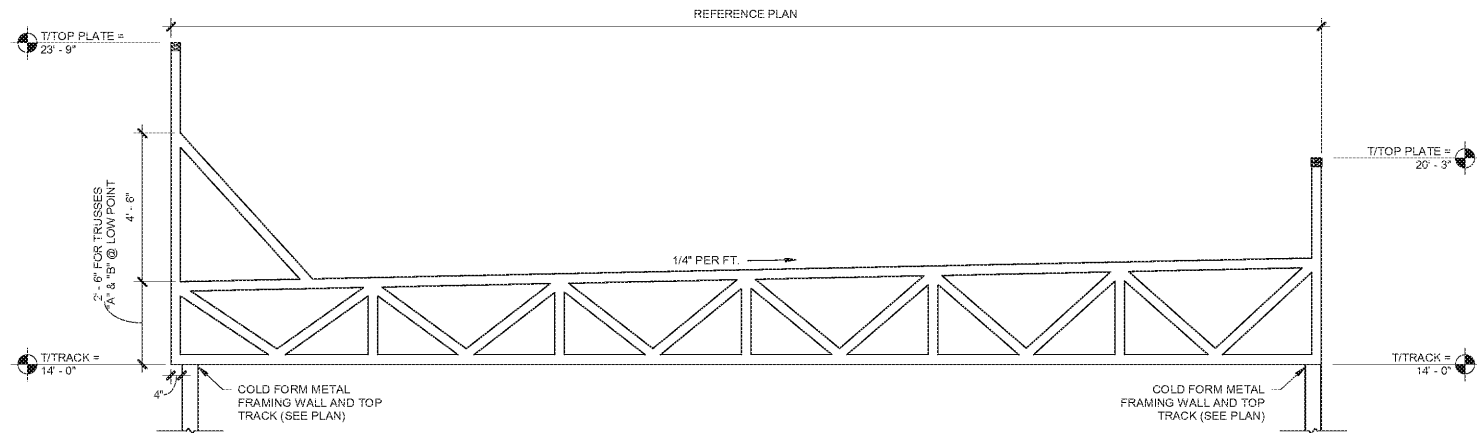 REFERENCE PLAN
T/TOP PLATE =
23' - 9"
T/TOP PLATE =
20' - 3"
4' - 6"
2' - 6" FOR TRUSSES
"A" & "B" @ LOW POINT
1/4" PER FT.
T/TRACK =
14' - 0"
T/TRACK =
14' - 0"
4"
COLD FORM METAL
FRAMING WALL AND TOP
TRACK (SEE PLAN)
COLD FORM METAL
FRAMING WALL AND TOP
TRACK (SEE PLAN)